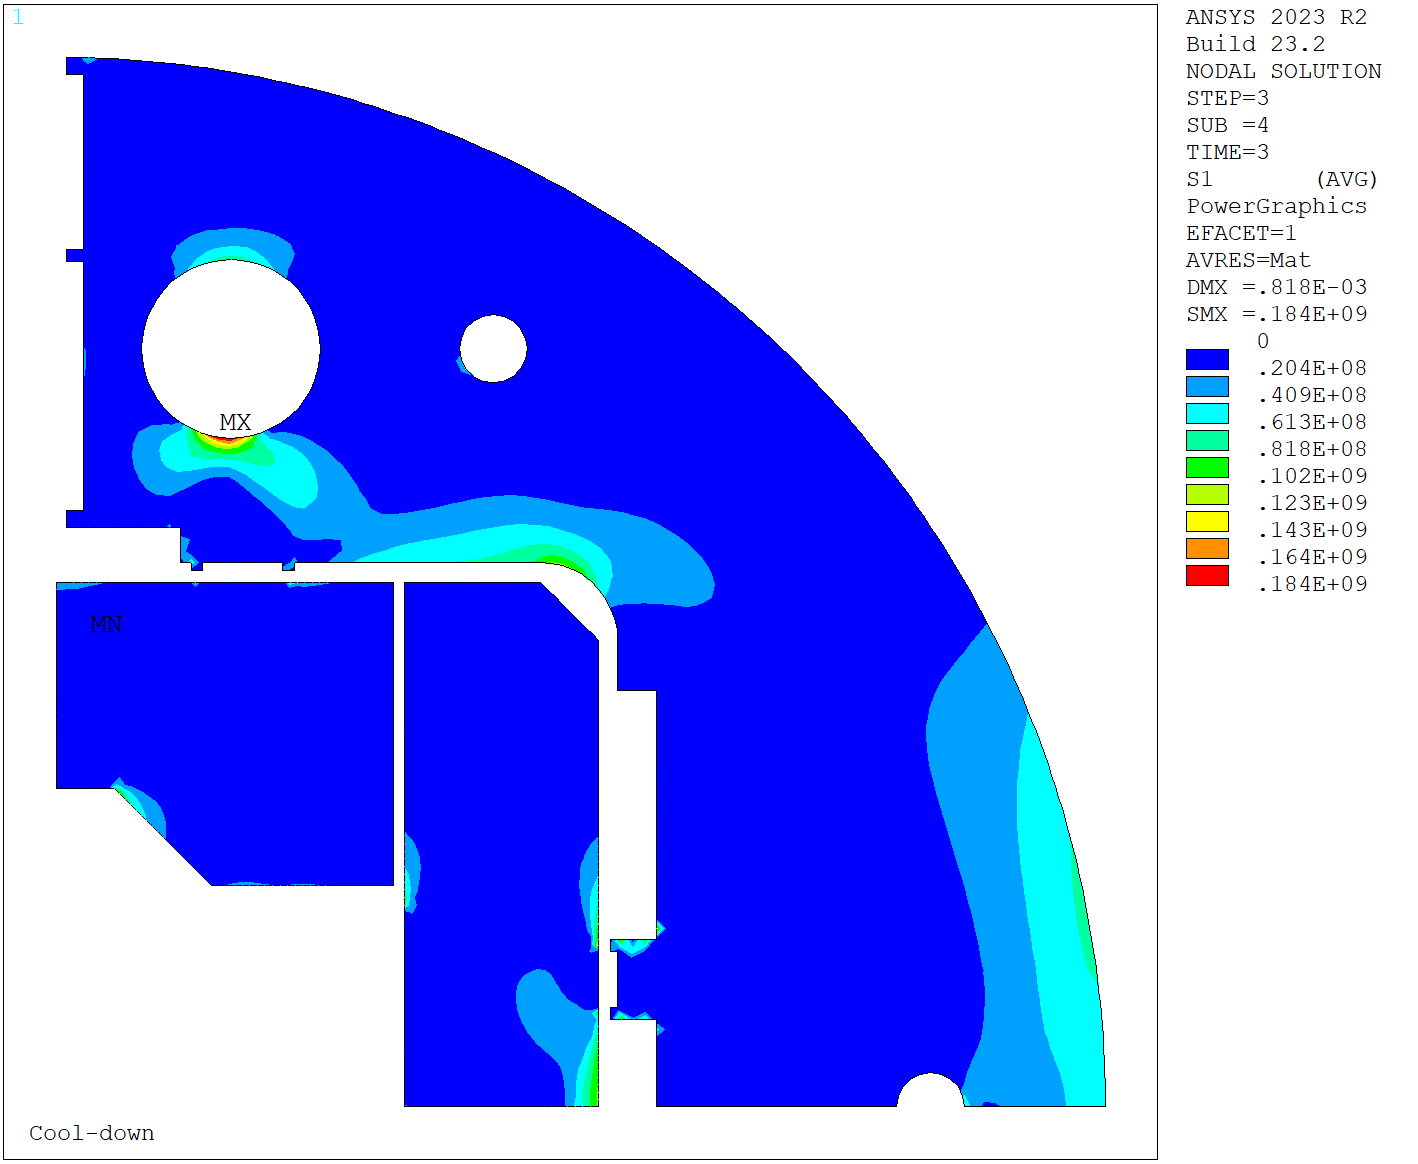 1
ANSYS 2023 R2
Build 23.2
NODAL SOLUTION
STEP=3
SUB =4
TIME=3
S1 (AVG)
PowerGraphics
EFACET=1
AVRES=Mat
DMX =.818E-03
SMX =.184E+09
0
.204E+08
.409E+08
.613E+08
.818E+08
.102E+09
.123E+09
.143E+09
.164E+09
.184E+09
MX
MN
Cool-down